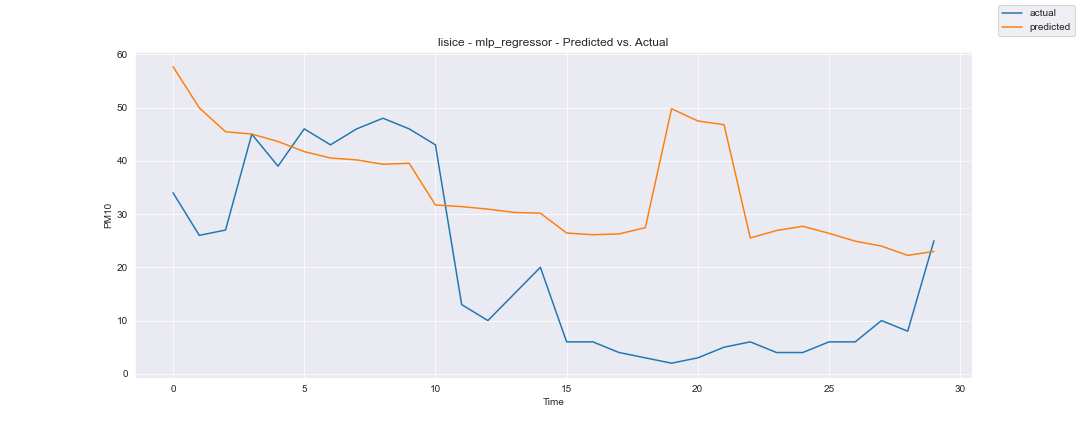 actual
predicted
lisice - mlp_regressor - Predicted vs. Actual
60
50
40
30
20
10
0
PM10
0 5 10 15 20 25 30
Time